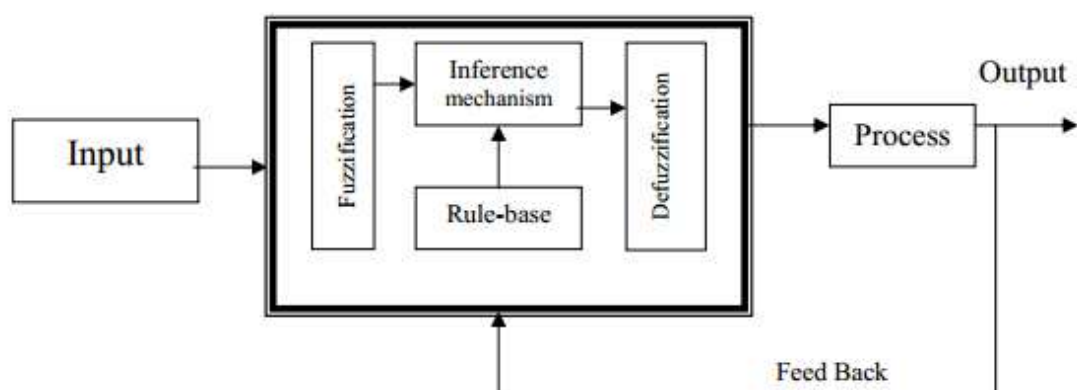 Input
Fuzzification
Inference
mechanism
Rule-base
Defuzzification
Process
Output
Feed Back